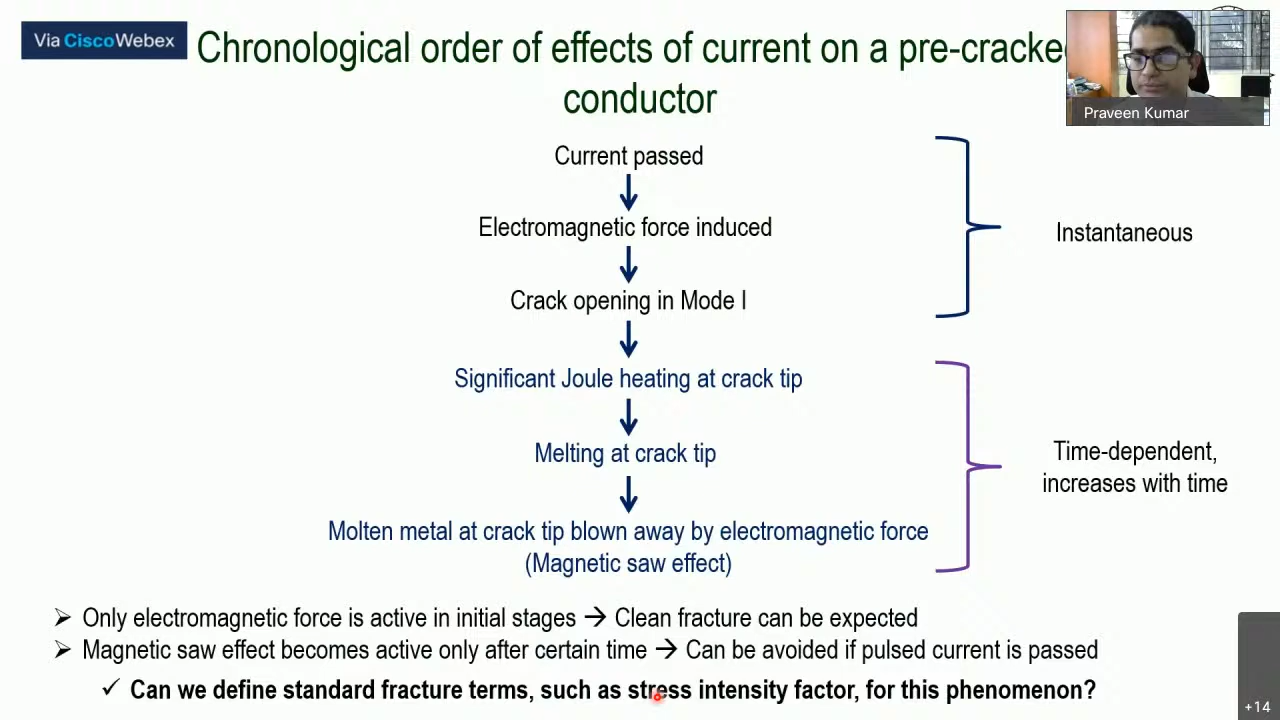 Via Cisco Webex
Chronological order of effects of current on a pre-cracked
conductor
Praveen Kumar
Current passed
Electromagnetic force induced
Crack opening in Mode I
Instantaneous
Significant Joule heating at crack tip
Melting at crack tip
Molten metal at crack tip blown away by electromagnetic force
(Magnetic saw effect)
Time-dependent,
increases with time
➢ Only electromagnetic force is active in initial stages → Clean fracture can be expected
➢ Magnetic saw effect becomes active only after certain time → Can be avoided if pulsed current is passed
✓ Can we define standard fracture terms, such as stress intensity factor, for this phenomenon?
+14